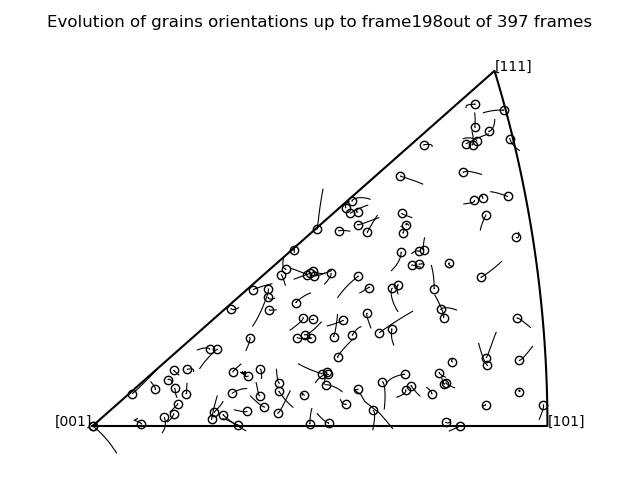 Evolution of grains orientations up to frame198out of 397 frames
[111]
[001]
[101]